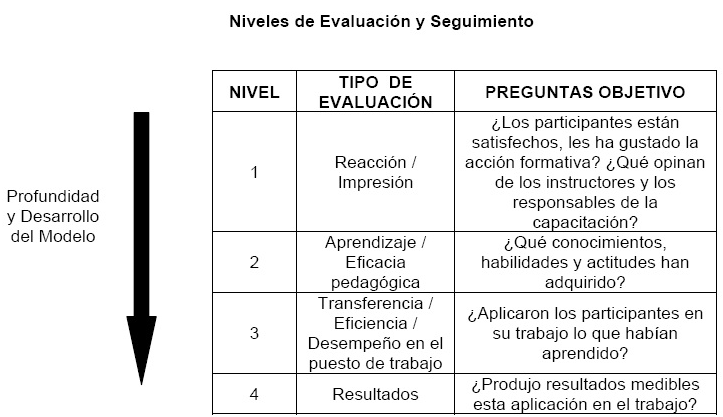 Niveles de Evaluación y Seguimiento
NIVEL
TIPO DE
EVALUACIÓN
PREGUNTAS OBJETIVO
Profundidad
y Desarrollo
del Modelo
1
Reacción /
Impresión
¿Los participantes están
satisfechos, les ha gustado la
acción formativa? ¿Qué opinan
de los instructores y los
responsables de la
capacitación?
2
Aprendizaje /
Eficacia
pedagógica
¿Qué conocimientos,
habilidades y actitudes han
adquirido?
3
Transferencia /
Eficiencia /
Desempeño en el
puesto de trabajo
¿Aplicaron los participantes en
su trabajo lo que habían
aprendido?
4
Resultados
¿Produjo resultados medibles
esta aplicación en el trabajo?